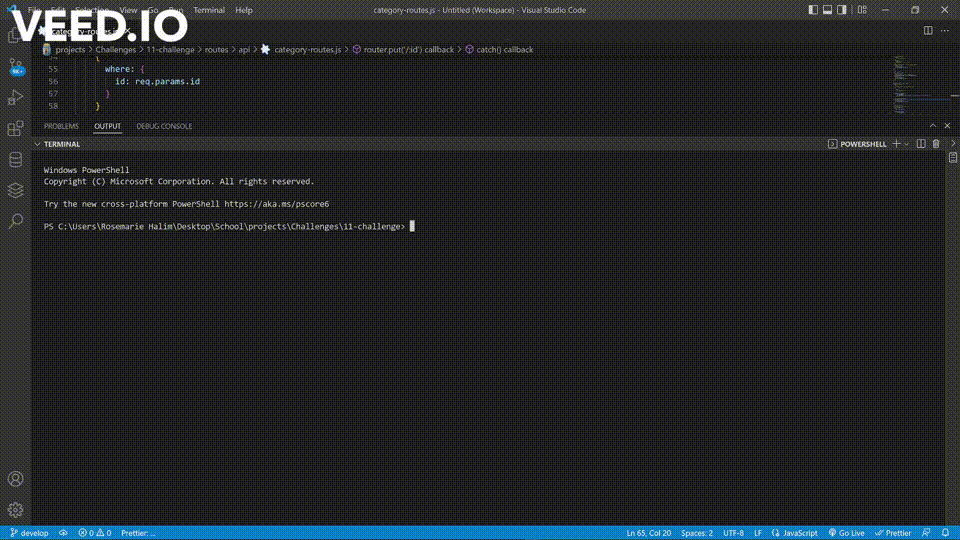 File Edit Selection View Go Run Terminal Help
category-routes.js - Untitled (Workspace) - Visual Studio Code
VEED.IO
category-routes.js
projects > Challenges > 11-challenge > routes > api > category-routes.js > router.put('/:id') callback > catch() callback
54 {
55 where: {
56 id: req.params.id
57 }
58 }
PROBLEMS OUTPUT DEBUG CONSOLE
TERMINAL
POWERSHELL
9K+
Windows PowerShell
Copyright (C) Microsoft Corporation. All rights reserved.
Try the new cross-platform PowerShell https://aka.ms/pscore6
PS C:\Users\Rosemarie Halim\Desktop\School\projects\Challenges\11-challenge>
develop 0 0 Prettier: ... Ln 65, Col 20 Spaces: 2 UTF-8 LF JavaScript Go Live Prettier